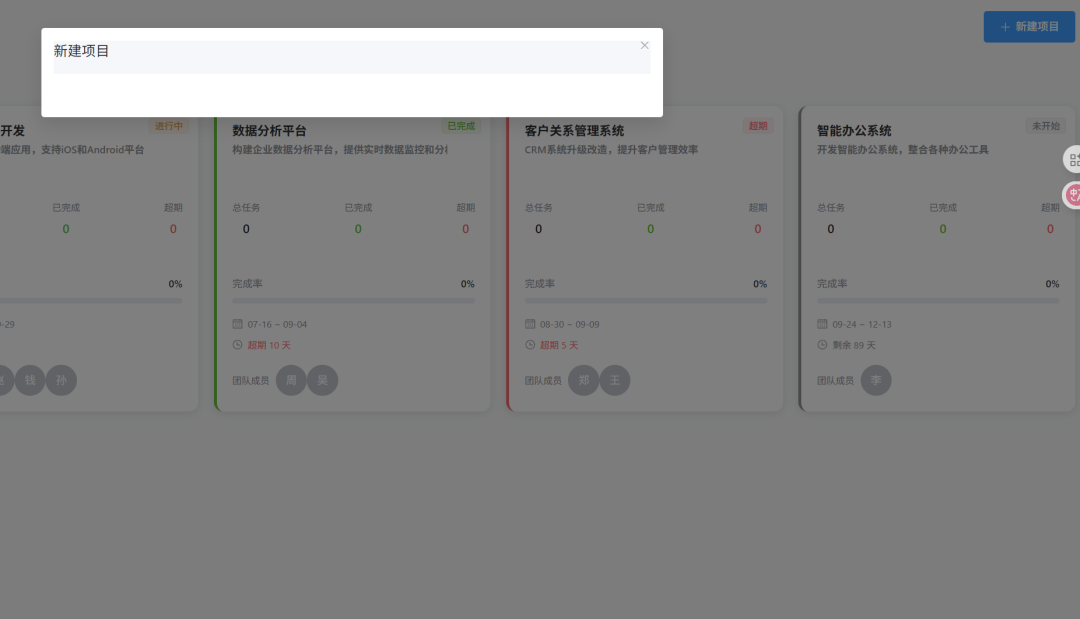 新建项目
新建项目
开发
进行中
端应用，支持iOS和Android平台
已完成
超期
0
0
0%
9-29
钱
孙
数据分析平台
已完成
构建企业数据分析平台，提供实时数据监控和分
总任务
已完成
超期
0
0
0
完成率
0%
07-16 ~ 09-04
超期 10 天
团队成员
周
吴
客户关系管理系统
超期
CRM系统升级改造，提升客户管理效率
总任务
已完成
超期
0
0
0
完成率
0%
08-30 ~ 09-09
超期 5 天
团队成员
郑
王
智能办公系统
未开始
开发智能办公系统，整合各种办公工具
总任务
已完成
超期
0
0
0
完成率
0%
09-24 ~ 12-13
剩余 89 天
团队成员
李